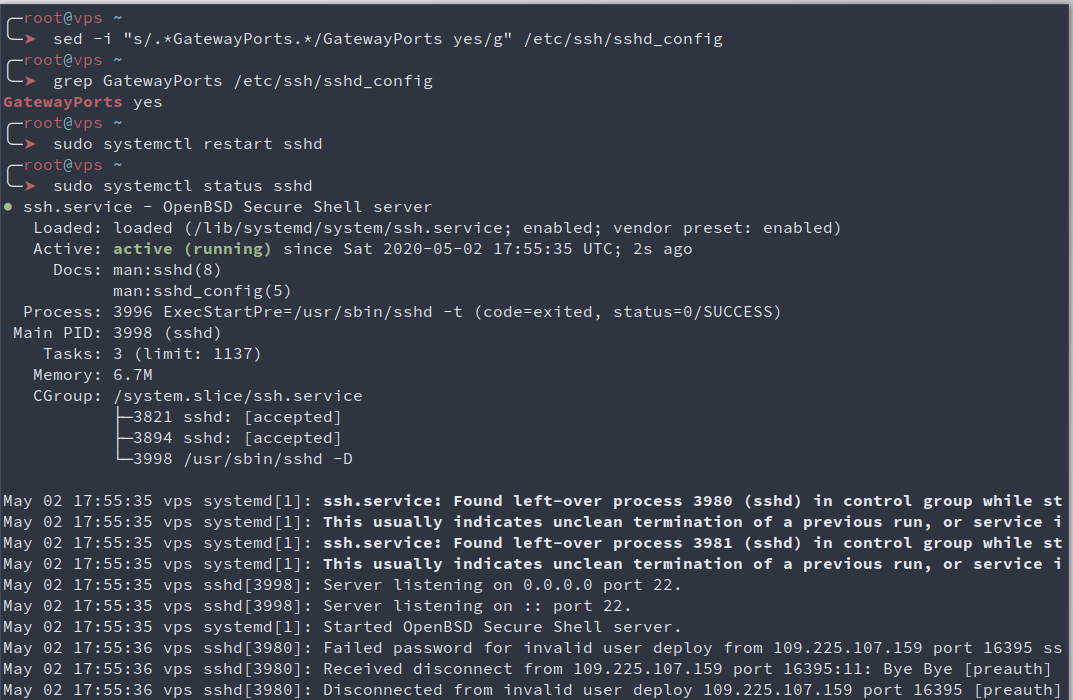 root@vps ~
➤ sed -i "s/.*GatewayPorts.*/GatewayPorts yes/g" /etc/ssh/sshd_config
root@vps ~
➤ grep GatewayPorts /etc/ssh/sshd_config
GatewayPorts yes
root@vps ~
➤ sudo systemctl restart sshd
root@vps ~
➤ sudo systemctl status sshd
● ssh.service - OpenBSD Secure Shell server
Loaded: loaded (/lib/systemd/system/ssh.service; enabled; vendor preset: enabled)
Active: active (running) since Sat 2020-05-02 17:55:35 UTC; 2s ago
Docs: man:sshd(8)
man:sshd_config(5)
Process: 3996 ExecStartPre=/usr/sbin/sshd -t (code=exited, status=0/SUCCESS)
Main PID: 3998 (sshd)
Tasks: 3 (limit: 1137)
Memory: 6.7M
CGroup: /system.slice/ssh.service
├─3821 sshd: [accepted]
├─3894 sshd: [accepted]
└─3998 /usr/sbin/sshd -D
May 02 17:55:35 vps systemd[1]: ssh.service: Found left-over process 3980 (sshd) in control group while st
May 02 17:55:35 vps systemd[1]: This usually indicates unclean termination of a previous run, or service i
May 02 17:55:35 vps systemd[1]: ssh.service: Found left-over process 3981 (sshd) in control group while st
May 02 17:55:35 vps systemd[1]: This usually indicates unclean termination of a previous run, or service i
May 02 17:55:35 vps sshd[3998]: Server listening on 0.0.0.0 port 22.
May 02 17:55:35 vps sshd[3998]: Server listening on :: port 22.
May 02 17:55:35 vps systemd[1]: Started OpenBSD Secure Shell server.
May 02 17:55:36 vps sshd[3980]: Failed password for invalid user deploy from 109.225.107.159 port 16395 ss
May 02 17:55:36 vps sshd[3980]: Received disconnect from 109.225.107.159 port 16395:11: Bye Bye [preauth]
May 02 17:55:36 vps sshd[3980]: Disconnected from invalid user deploy 109.225.107.159 port 16395 [preauth]